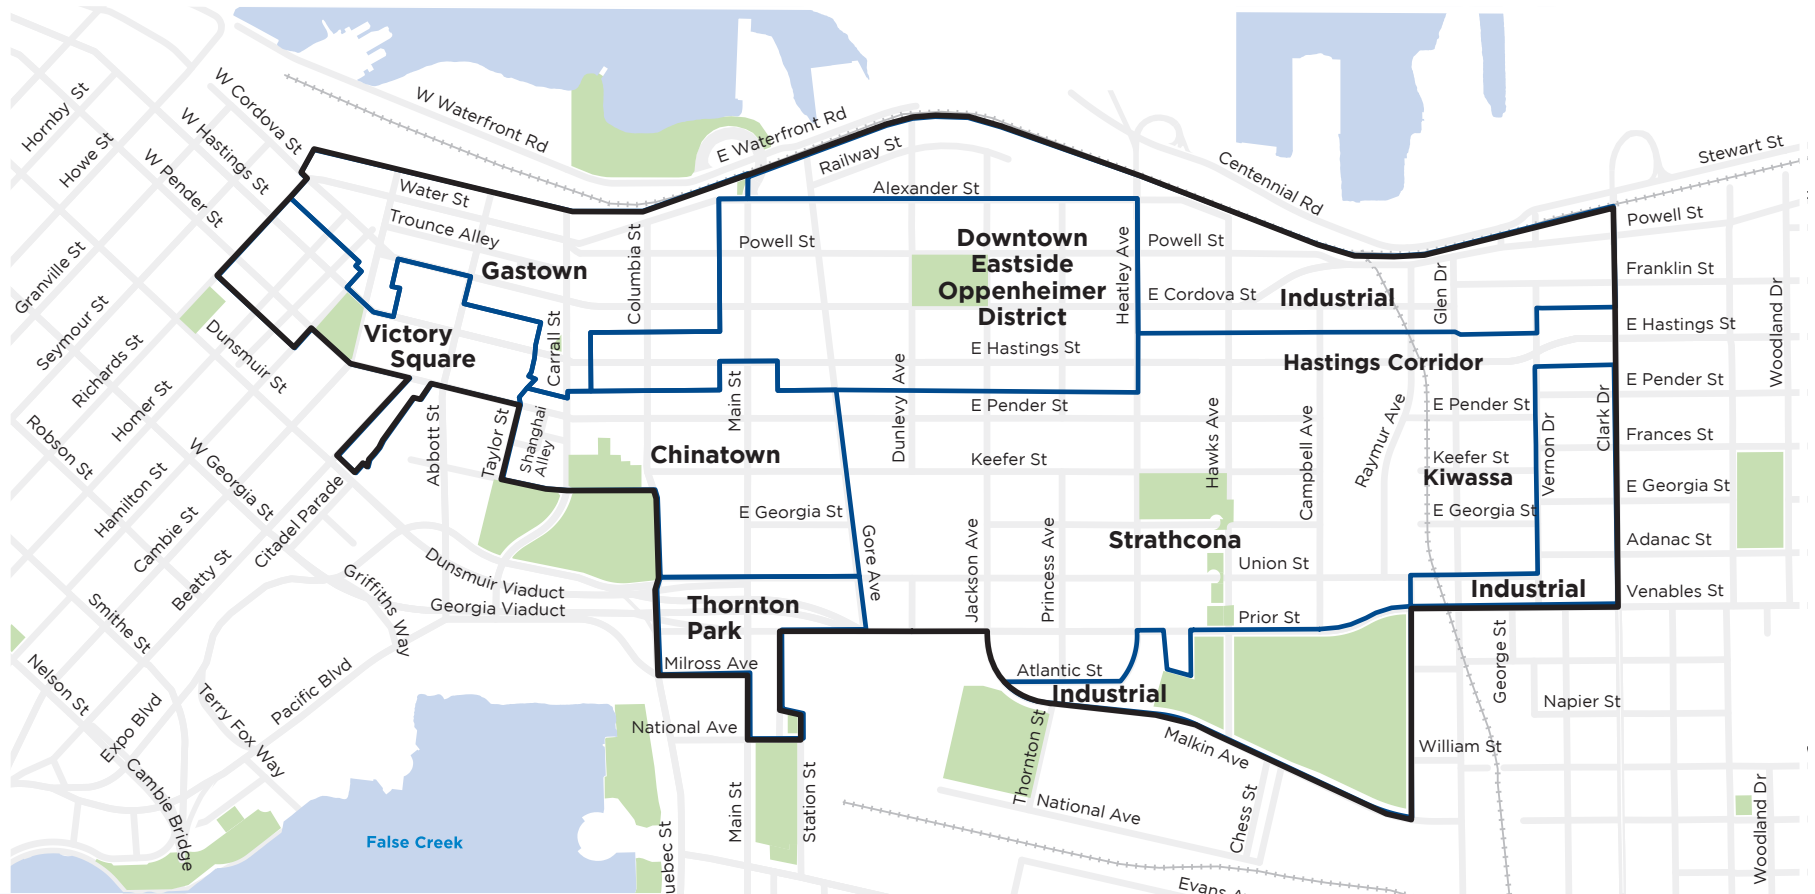 Hornby St
Howe St
W Cordova St
W Hastings St
W Pender St
W Waterfront Rd
E Waterfront Rd
Railway St
Centennial Rd
Stewart St
Water St
Trounce Alley
Alexander St
Powell St
Powell St
Powell St
Gastown
Columbia St
Downtown
Eastside
Oppenheimer
District
Heatley Ave
E Cordova St
Industrial
Glen Dr
Franklin St
Woodland Dr
Granville St
Seymour St
Richards St
Dunsmuir St
Victory
Square
Carrall St
E Hastings St
E Hastings St
Hastings Corridor
Homer St
Robson St
Hamilton St
W Georgia St
Cambie St
Beatty St
Citadel Parade
Abbott St
Taylor St
Shanghai
Alley
Main St
Dunlevy Ave
E Pender St
E Pender St
E Pender St
Chinatown
Keefer St
Keefer St
Kiwassa
Hawks Ave
Campbell Ave
Raymur Ave
Vernon Dr
Clark Dr
Frances St
E Georgia St
E Georgia St
E Georgia St
Gore Ave
Jackson Ave
Princess Ave
Strathcona
Union St
Adanac St
Venables St
Dunsmuir Viaduct
Georgia Viaduct
Griffiths Way
Thornton
Park
Prior St
Industrial
Smithe St
Nelson St
Expo Blvd
Pacific Blvd
Terry Fox Way
Cambie Bridge
Milross Ave
National Ave
Atlantic St
Industrial
Malkin Ave
George St
Napier St
William St
Thornton St
National Ave
Chess St
Main St
Station St
Woodland Dr
False Creek